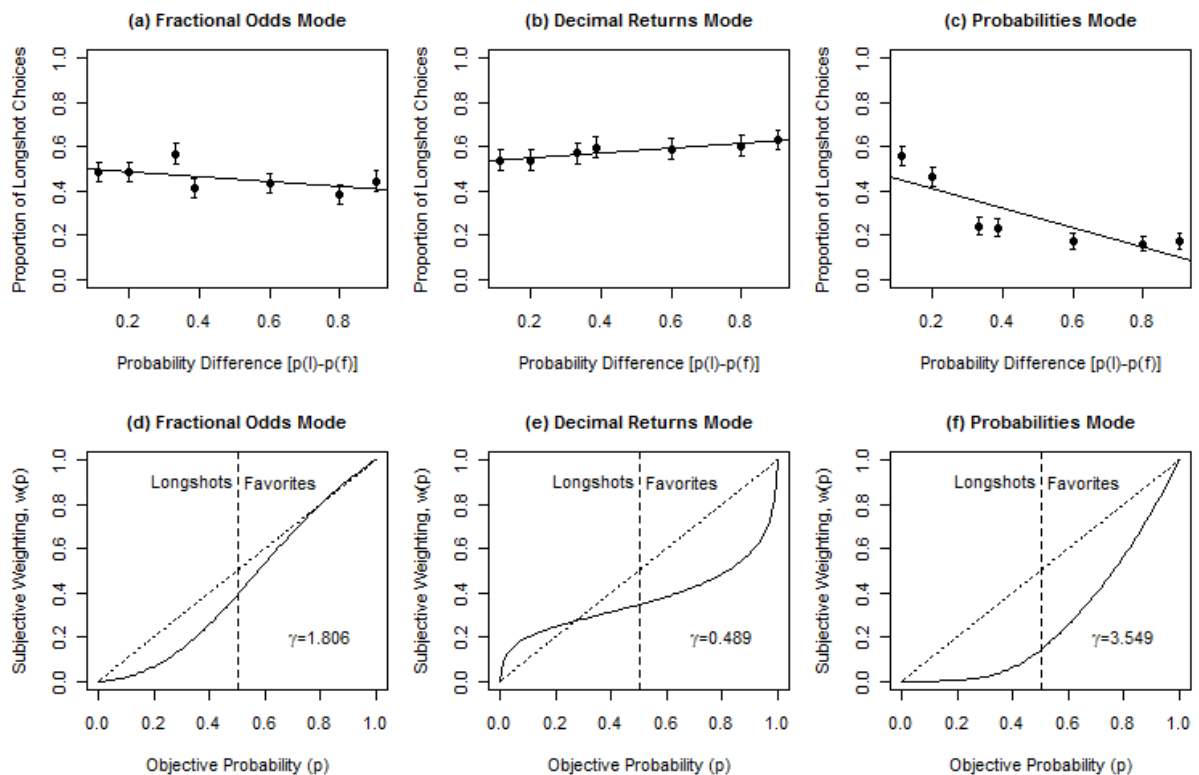 (a) Fractional Odds Mode
Proportion of Longshot Choices
0.0 0.2 0.4 0.6 0.8 1.0
0.2 0.4 0.6 0.8
Probability Difference [p(l)-p(f)]
(b) Decimal Returns Mode
Proportion of Longshot Choices
0.0 0.2 0.4 0.6 0.8 1.0
0.2 0.4 0.6 0.8
Probability Difference [p(l)-p(f)]
(c) Probabilities Mode
Proportion of Longshot Choices
0.0 0.2 0.4 0.6 0.8 1.0
0.2 0.4 0.6 0.8
Probability Difference [p(l)-p(f)]
(d) Fractional Odds Mode
Subjective Weighting, w(p)
0.0 0.2 0.4 0.6 0.8 1.0
Longshots Favorites
γ=1.806
0.0 0.2 0.4 0.6 0.8 1.0
Objective Probability (p)
(e) Decimal Returns Mode
Subjective Weighting, w(p)
0.0 0.2 0.4 0.6 0.8 1.0
Longshots Favorites
γ=0.489
0.0 0.2 0.4 0.6 0.8 1.0
Objective Probability (p)
(f) Probabilities Mode
Subjective Weighting, w(p)
0.0 0.2 0.4 0.6 0.8 1.0
Longshots Favorites
γ=3.549
0.0 0.2 0.4 0.6 0.8 1.0
Objective Probability (p)